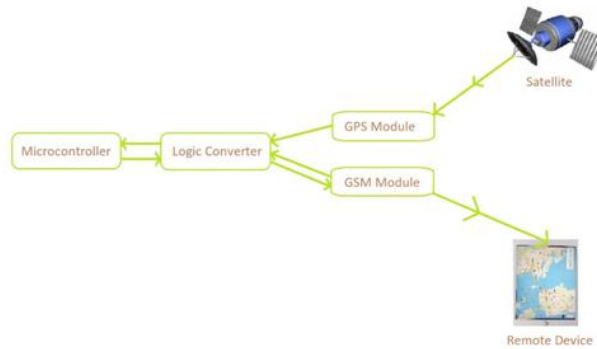 Satellite
GPS Module
Microcontroller
Logic Converter
GSM Module
Remote Device